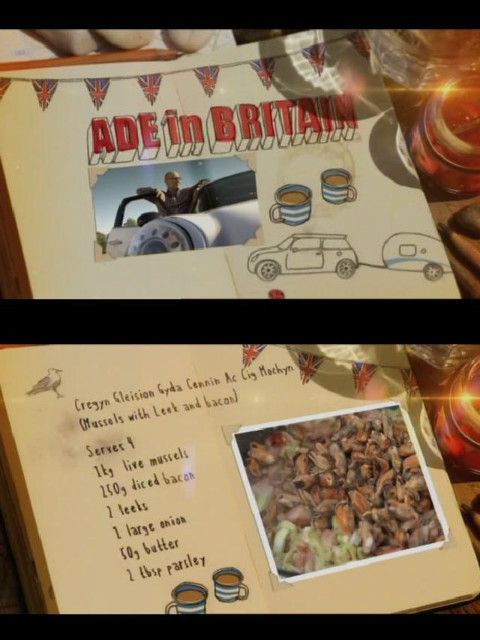 ADE in BRITAIN
Cregyn Gleision Gyda Cennin Ac Cig Mochyn
(Mussels with Leek and bacon)
Serves 4
1kg live mussels
250g diced bacon
2 leeks
1 large onion
50g butter
2 tbsp parsley